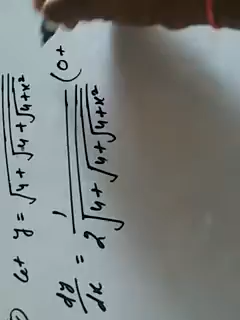 Let y = √(4 + √(4 + √(4 + x²)))
dy/dx = 1/(2√(4 + √(4 + √(4 + x²)))) (0 +